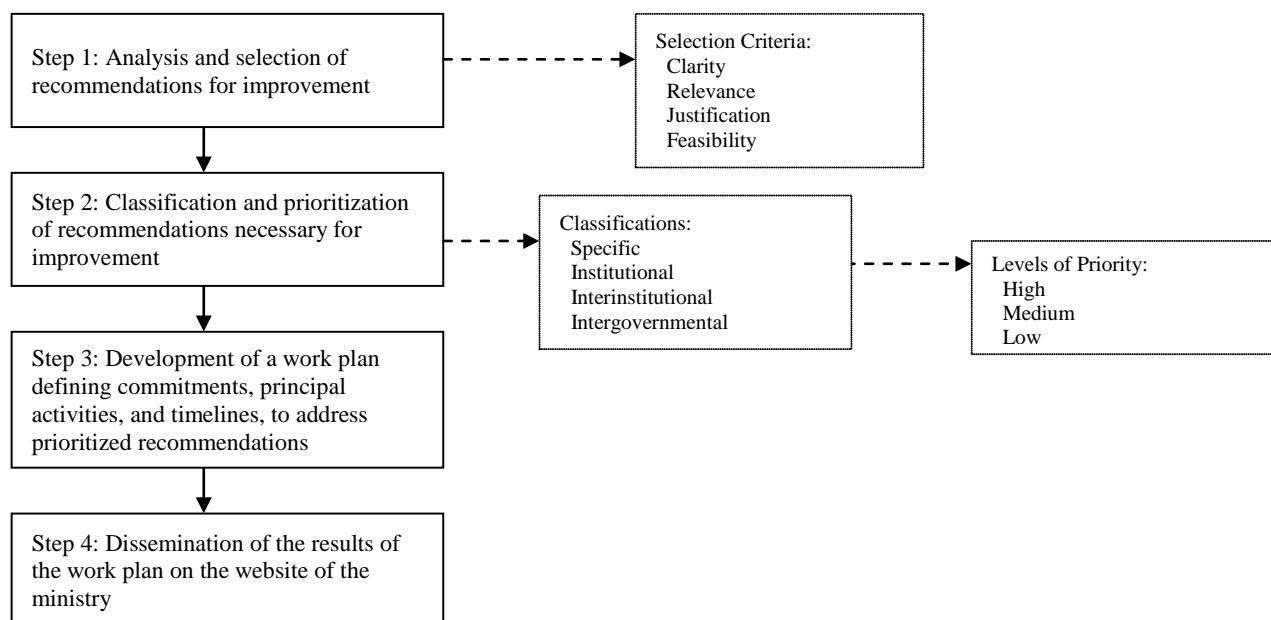 Step 1: Analysis and selection of
recommendations for improvement
Selection Criteria:
Clarity
Relevance
Justification
Feasibility
Step 2: Classification and prioritization
of recommendations necessary for
improvement
Classifications:
Specific
Institutional
Interinstitutional
Intergovernmental
Levels of Priority:
High
Medium
Low
Step 3: Development of a work plan
defining commitments, principal
activities, and timelines, to address
prioritized recommendations
Step 4: Dissemination of the results of
the work plan on the website of the
ministry